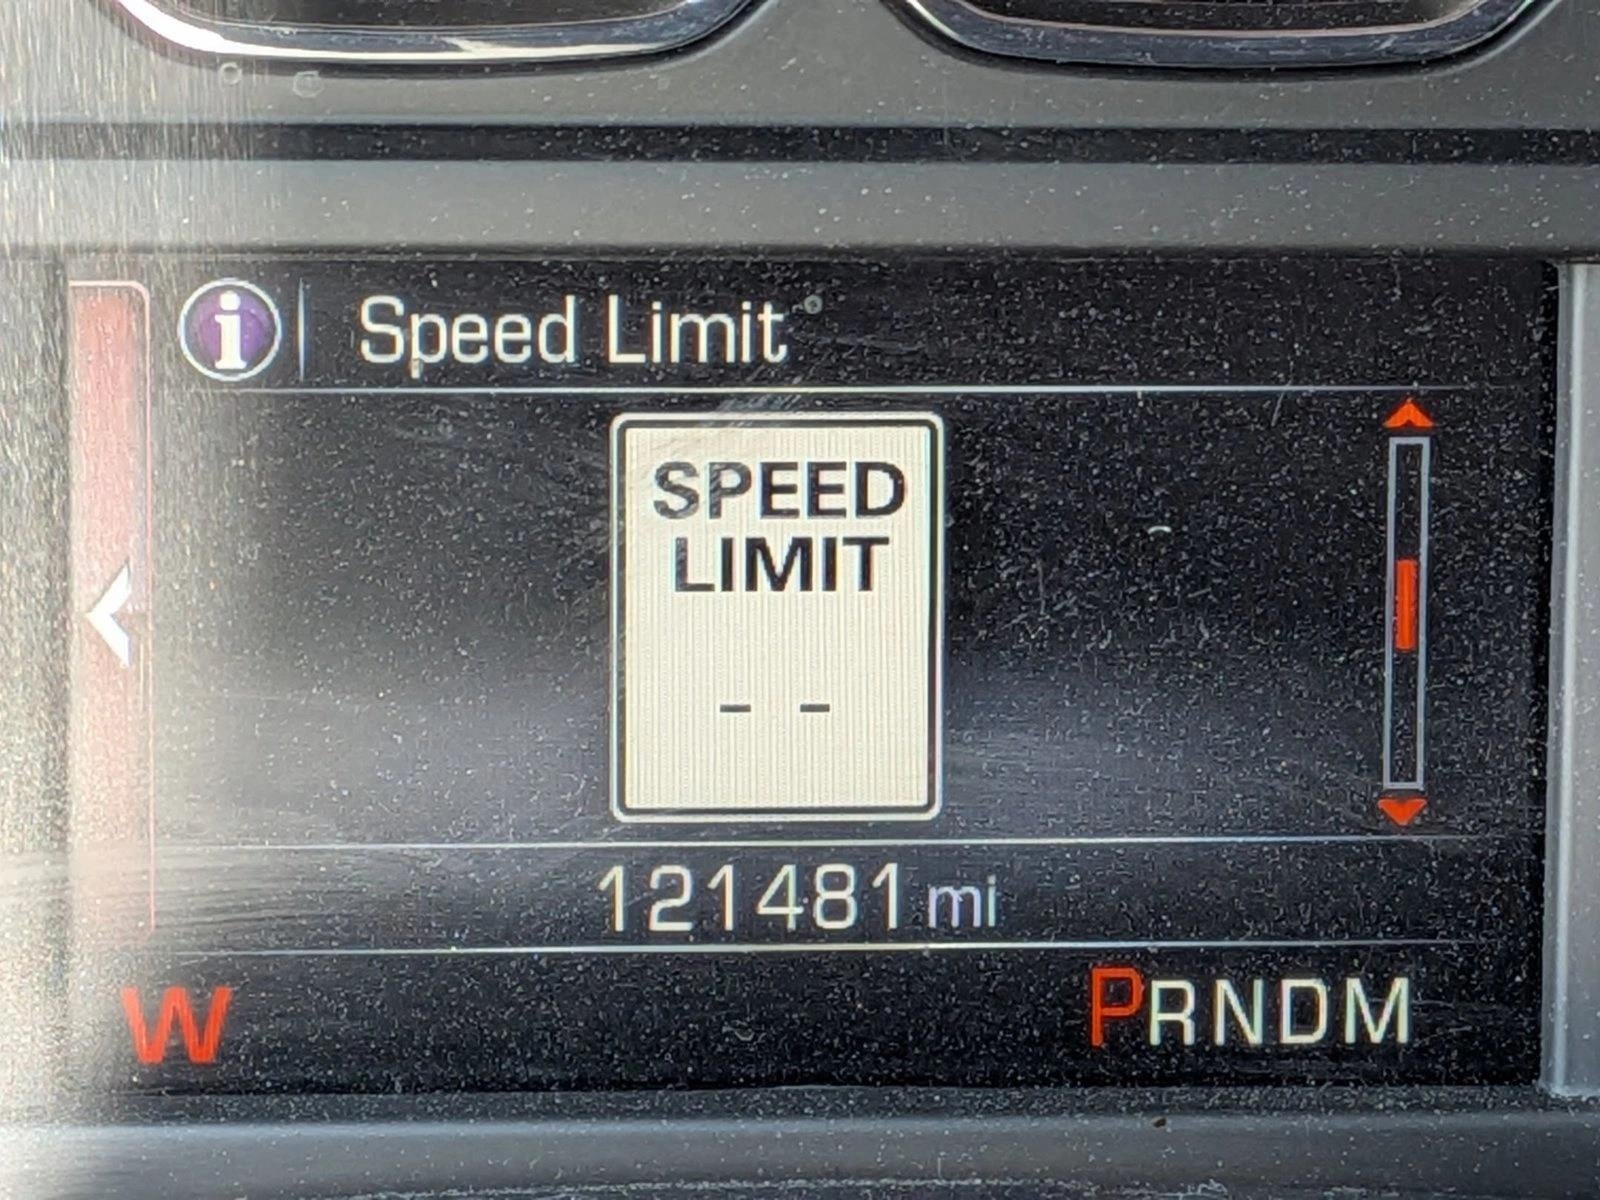 i Speed Limit
SPEED
LIMIT
- -
121481 mi
W PRNDM